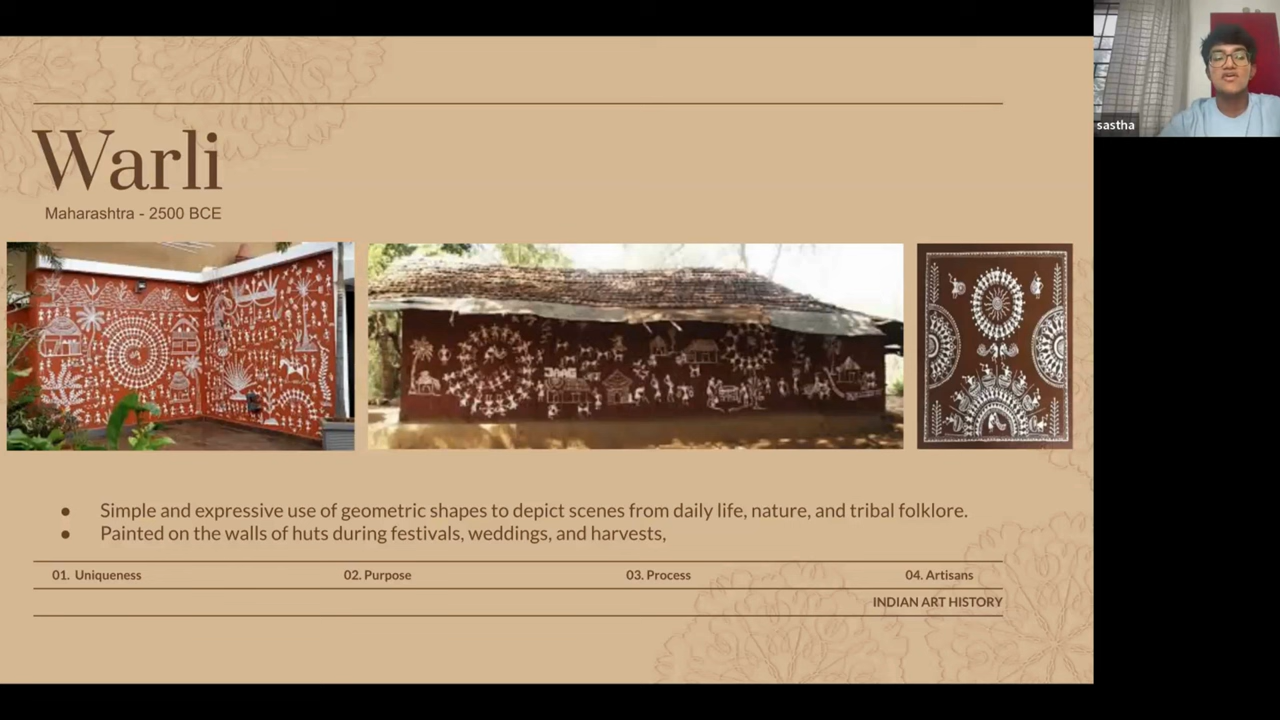 sastha
Warli
Maharashtra - 2500 BCE
JAAG
● Simple and expressive use of geometric shapes to depict scenes from daily life, nature, and tribal folklore.
● Painted on the walls of huts during festivals, weddings, and harvests,
01. Uniqueness 02. Purpose 03. Process 04. Artisans
INDIAN ART HISTORY